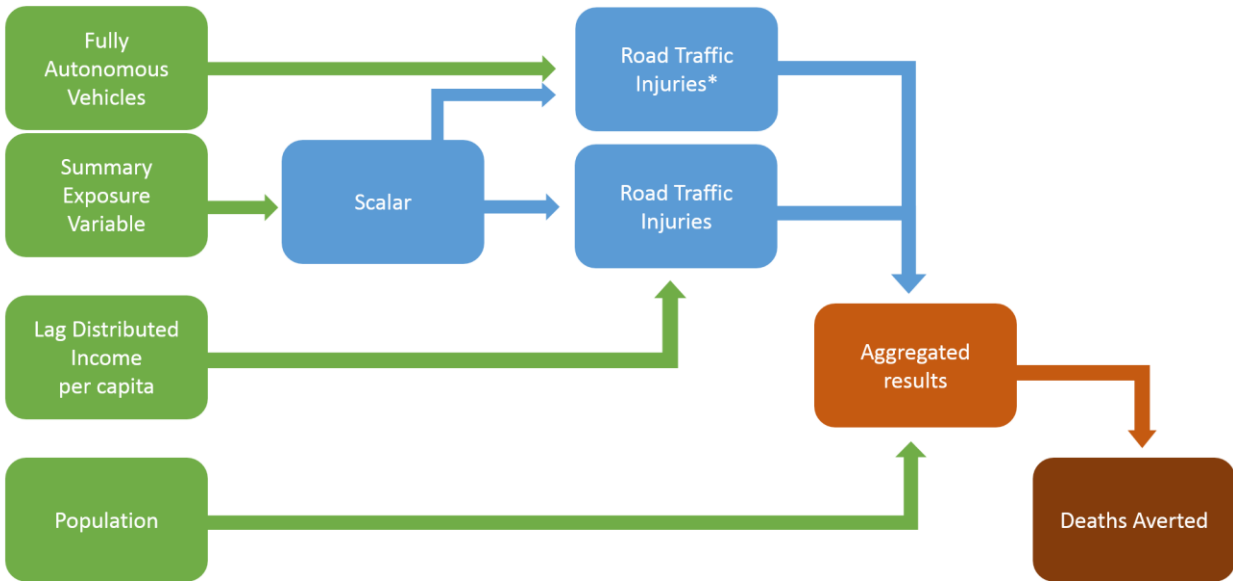 Fully
Autonomous
Vehicles
Road Traffic
Injuries*
Summary
Exposure
Variable
Scalar
Road Traffic
Injuries
Lag Distributed
Income
per capita
Aggregated
results
Population
Deaths Averted